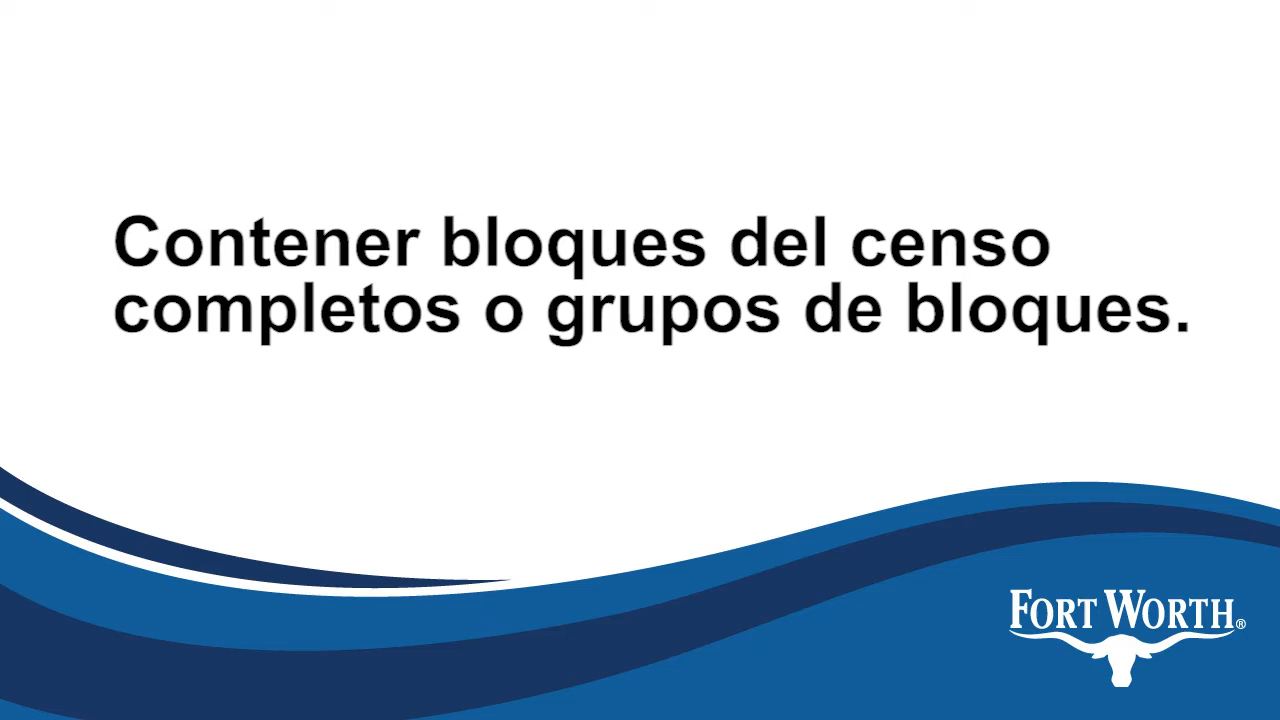 Contener bloques del censo
completos o grupos de bloques.
FORT WORTH®